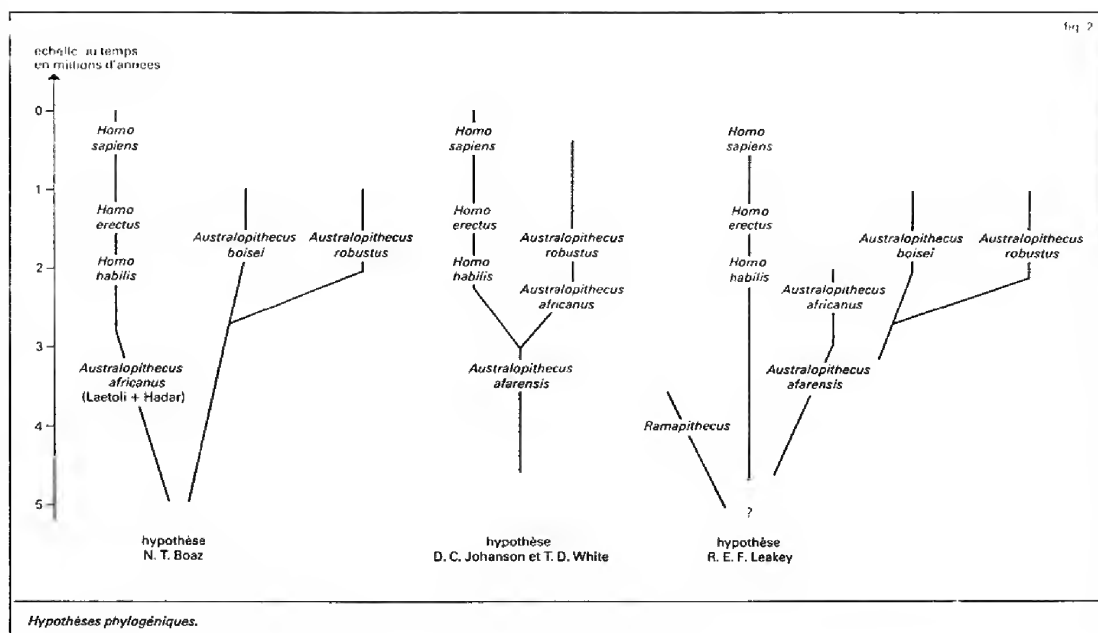 fig. 2
echelle au temps
en millions d'années
0
1
2
3
4
5
Homo
sapiens
Homo
erectus
Homo
habilis
Australopithecus
africanus
(Laetoli + Hadar)
Australopithecus
boisei
Australopithecus
robustus
hypothèse
N. T. Boaz
Homo
sapiens
Homo
erectus
Homo
habilis
Australopithecus
robustus
Australopithecus
africanus
Australopithecus
afarensis
hypothèse
D. C. Johanson et T. D. White
Homo
sapiens
Homo
erectus
Homo
habilis
Australopithecus
boisei
Australopithecus
robustus
Australopithecus
africanus
Australopithecus
afarensis
Ramapithecus
?
hypothèse
R. E. F. Leakey
Hypothèses phylogéniques.